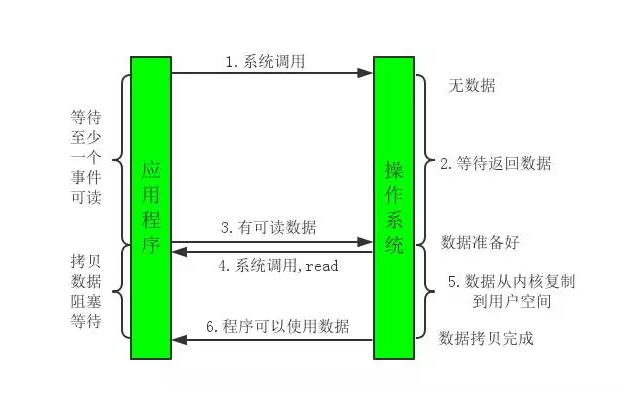 1.系统调用
无数据
等待
至少
一个
事件
可读
应用程序
操作系统
2.等待返回数据
3.有可读数据
数据准备好
4.系统调用,read
拷贝
数据
阻塞
等待
5.数据从内核复制
到用户空间
6.程序可以使用数据
数据拷贝完成